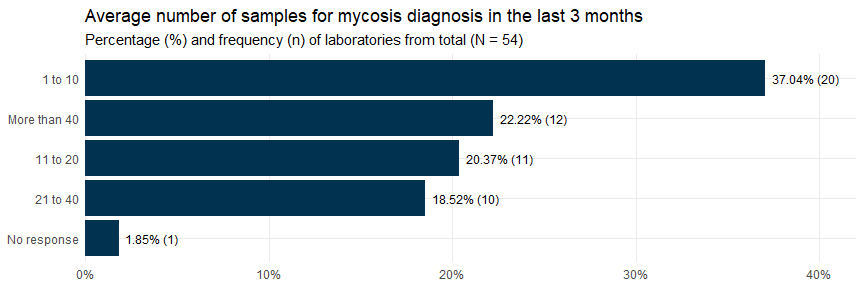 Average number of samples for mycosis diagnosis in the last 3 months
Percentage (%) and frequency (n) of laboratories from total (N = 54)
1 to 10 37.04% (20)
More than 40 22.22% (12)
11 to 20 20.37% (11)
21 to 40 18.52% (10)
No response 1.85% (1)
0% 10% 20% 30% 40%